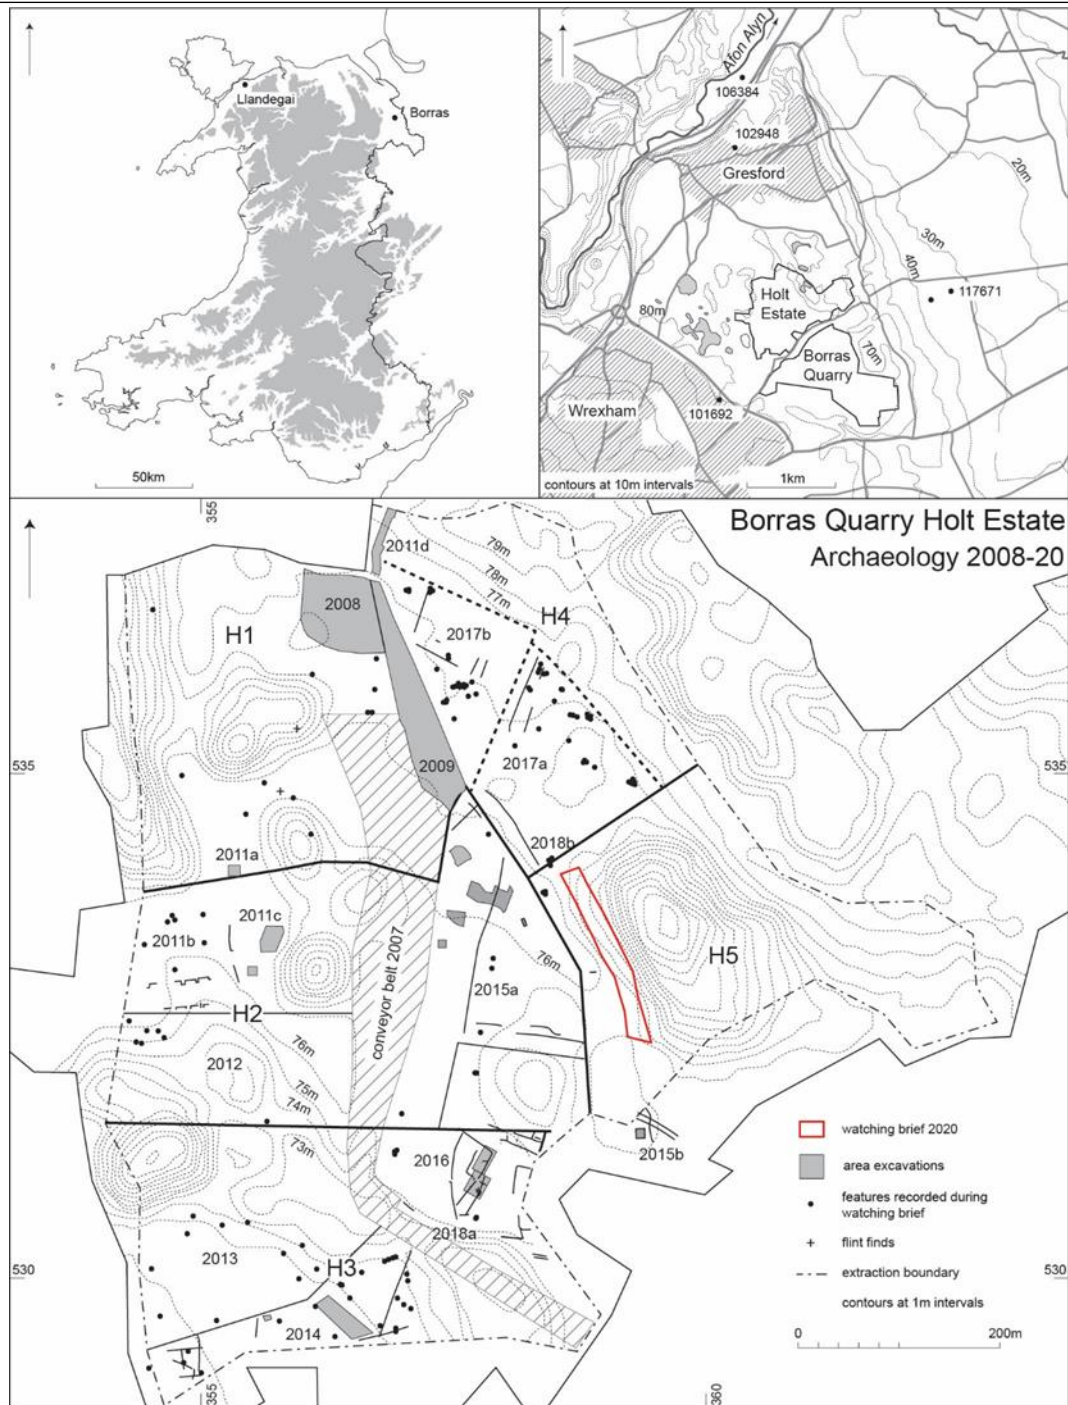 Llandegai
Borras
50km
Afon Alyn
106384
102948
Gresford
20m
30m
40m
117671
Holt
Estate
80m
70m
Borras
Quarry
Wrexham
101692
contours at 10m intervals
1km
355
Borras Quarry Holt Estate
Archaeology 2008-20
2011d
79m
78m
77m
2008
H4
H1
2017b
535
2009
2017a
535
2018b
2011a
2011c
2011b
76m
H5
conveyor belt 2007
2015a
H2
76m
2012
75m
74m
73m
2016
2015b
watching brief 2020
area excavations
features recorded during
watching brief
flint finds
extraction boundary
contours at 1m intervals
2018a
2013
H3
530
530
2014
0
200m
355
360